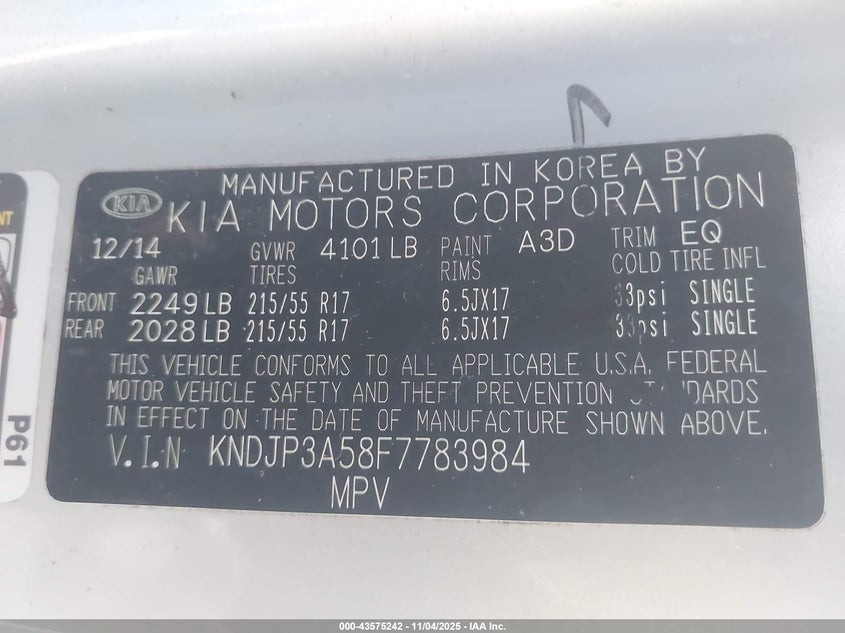 MANUFACTURED IN KOREA BY
KIA KIA MOTORS CORPORATION
12/14 GVWR 4101 LB PAINT A3D TRIM EQ
GAWR TIRES RIMS COLD TIRE INFL
FRONT 2249 LB 215/55 R17 6.5JX17 33psi SINGLE
REAR 2028 LB 215/55 R17 6.5JX17 33psi SINGLE
THIS VEHICLE CONFORMS TO ALL APPLICABLE U.S.A. FEDERAL
MOTOR VEHICLE SAFETY AND THEFT PREVENTION STANDARDS
IN EFFECT ON THE DATE OF MANUFACTURE SHOWN ABOVE.
V.I.N KNDJP3A58F7783984
MPV
P61
000-43575242 - 11/04/2025 - IAA Inc.